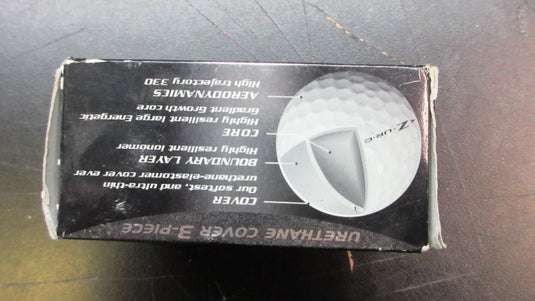 URETHANE COVER 3-PIECE
COVER
Our softest, and ultra-thin
urethane-elastomer cover ever
BOUNDARY LAYER
Highly resilient ionomer
CORE
Highly resilient large Energetic
Gradient Growth core
AERODYNAMICS
High trajectory 330
Z-UR-C